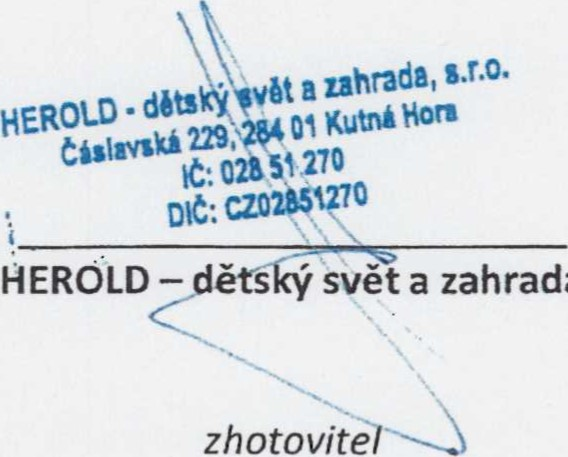 HEROLD - dětský svět a zahrada, s.r.o.
Čáslavská 229, 284 01 Kutná Hora
IČ: 028 51 270
DIČ: CZ02851270
HEROLD – dětský svět a zahrada
zhotovitel